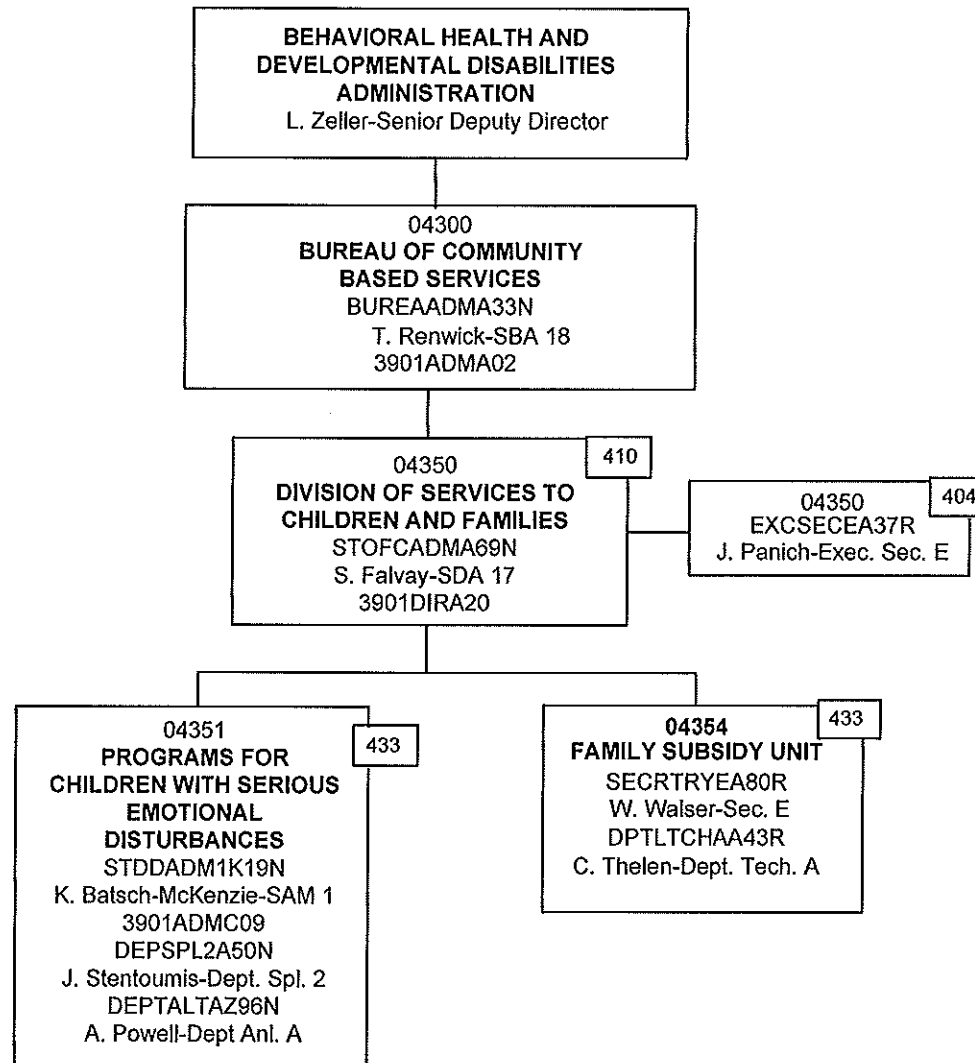 BEHAVIORAL HEALTH AND
DEVELOPMENTAL DISABILITIES
ADMINISTRATION
L. Zeller-Senior Deputy Director
04300
BUREAU OF COMMUNITY
BASED SERVICES
BUREAADMA33N
T. Renwick-SBA 18
3901ADMA02
410
04350
DIVISION OF SERVICES TO
CHILDREN AND FAMILIES
STOFCADMA69N
S. Falvay-SDA 17
3901DIRA20
404
04350
EXCSECEA37R
J. Panich-Exec. Sec. E
433
04351
PROGRAMS FOR
CHILDREN WITH SERIOUS
EMOTIONAL
DISTURBANCES
STDDADM1K19N
K. Batsch-McKenzie-SAM 1
3901ADMC09
DEPSPL2A50N
J. Stentoumis-Dept. Spl. 2
DEPTALTAZ96N
A. Powell-Dept Anl. A
433
04354
FAMILY SUBSIDY UNIT
SECRTRYEA80R
W. Walser-Sec. E
DPTLTCHAA43R
C. Thelen-Dept. Tech. A